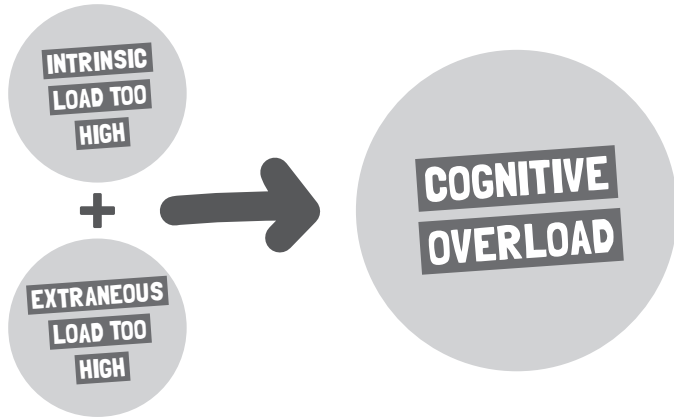 INTRINSIC
LOAD TOO
HIGH
+
EXTRANEOUS
LOAD TOO
HIGH
COGNITIVE
OVERLOAD